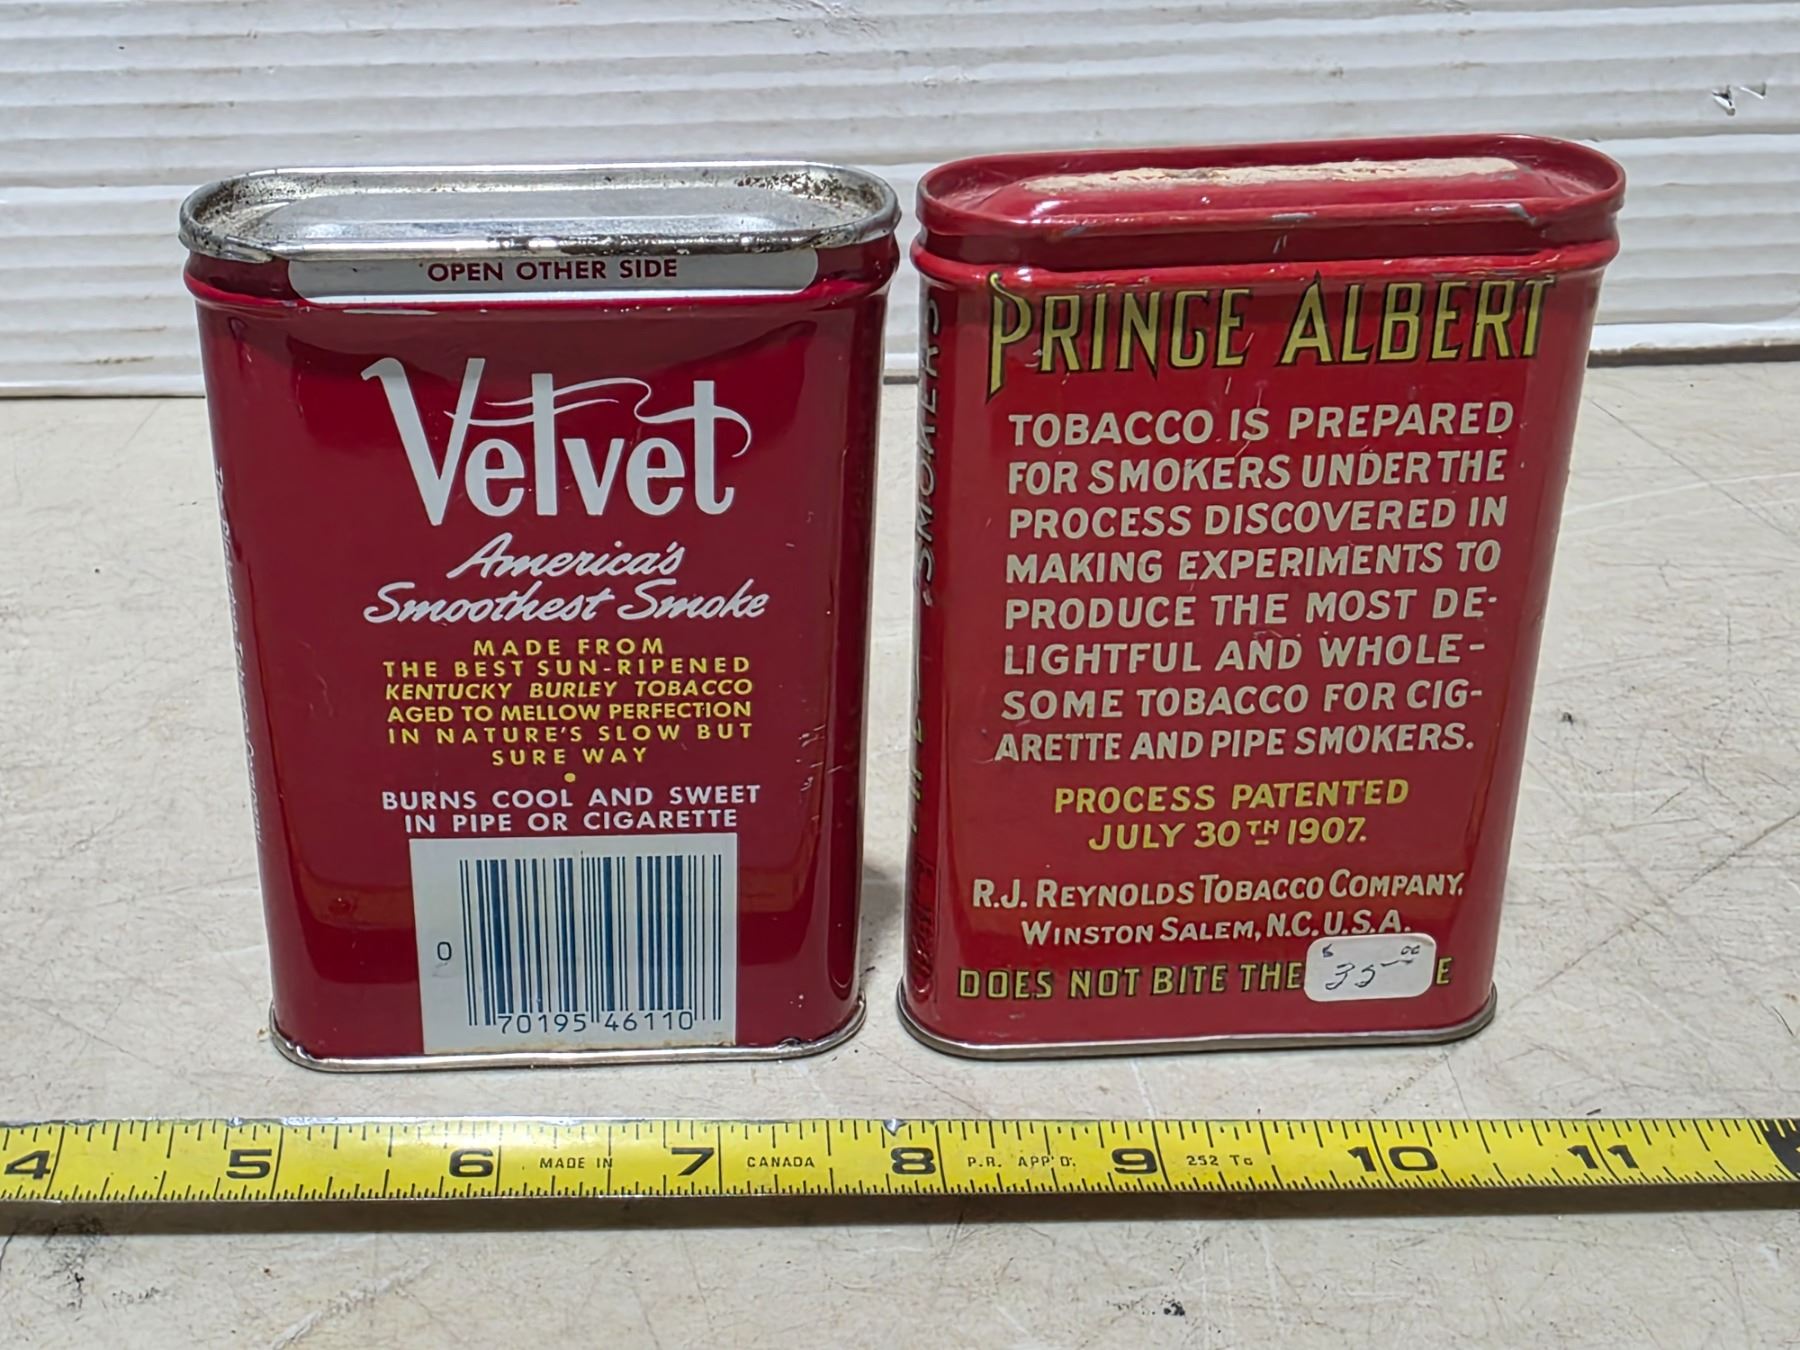 OPEN OTHER SIDE
Velvet
America's
Smoothest Smoke
MADE FROM
THE BEST SUN-RIPENED
KENTUCKY BURLEY TOBACCO
AGED TO MELLOW PERFECTION
IN NATURE'S SLOW BUT
SURE WAY
BURNS COOL AND SWEET
IN PIPE OR CIGARETTE
0 70195 46110
SMOKERS
PRINCE ALBERT
TOBACCO IS PREPARED
FOR SMOKERS UNDER THE
PROCESS DISCOVERED IN
MAKING EXPERIMENTS TO
PRODUCE THE MOST DE-
LIGHTFUL AND WHOLE-
SOME TOBACCO FOR CIG-
ARETTE AND PIPE SMOKERS.
PROCESS PATENTED
JULY 30TH 1907.
R.J. REYNOLDS TOBACCO COMPANY,
WINSTON SALEM, N.C. U.S.A.
DOES NOT BITE THE E
$ 35 00
4 5 6 MADE IN 7 CANADA 8 P.R. APP'D. 9 252 TG 10 11